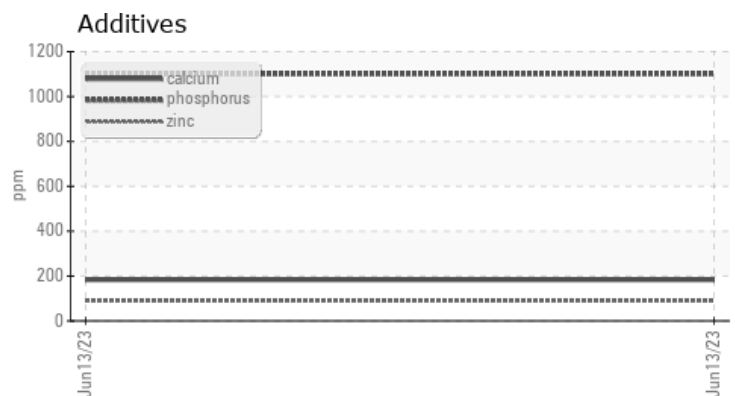 Additives
1200
1000
800
600
400
200
0
ppm
calcium
phosphorus
zinc
Jun13/23
Jun13/23